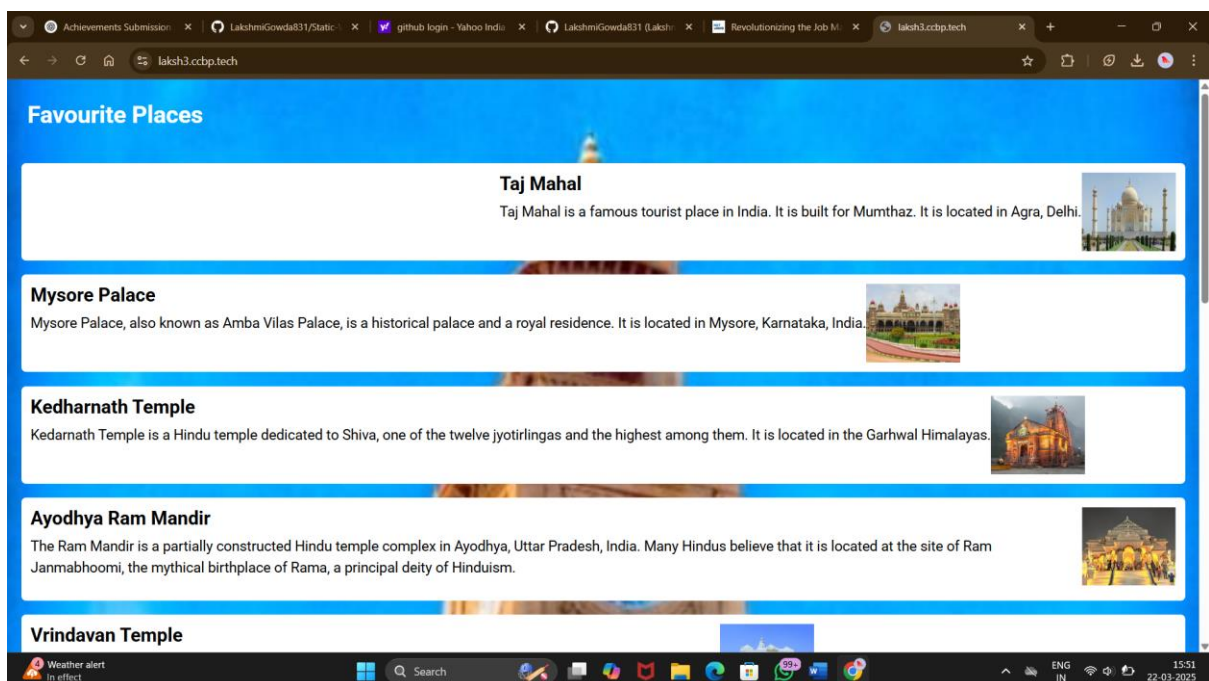 Achievements Submission
LakshmiGowda831/Static-
github login - Yahoo India
LakshmiGowda831 (Lakshm
Revolutionizing the Job M
laksh3.ccbp.tech
laksh3.ccbp.tech
Favourite Places
Taj Mahal
Taj Mahal is a famous tourist place in India. It is built for Mumthaz. It is located in Agra, Delhi.
Mysore Palace
Mysore Palace, also known as Amba Vilas Palace, is a historical palace and a royal residence. It is located in Mysore, Karnataka, India.
Kedharnath Temple
Kedarnath Temple is a Hindu temple dedicated to Shiva, one of the twelve jyotirlingas and the highest among them. It is located in the Garhwal Himalayas.
Ayodhya Ram Mandir
The Ram Mandir is a partially constructed Hindu temple complex in Ayodhya, Uttar Pradesh, India. Many Hindus believe that it is located at the site of Ram
Janmabhoomi, the mythical birthplace of Rama, a principal deity of Hinduism.
Vrindavan Temple
4
Weather alert
In effect
Search
99+
ENG
IN
15:51
22-03-2025